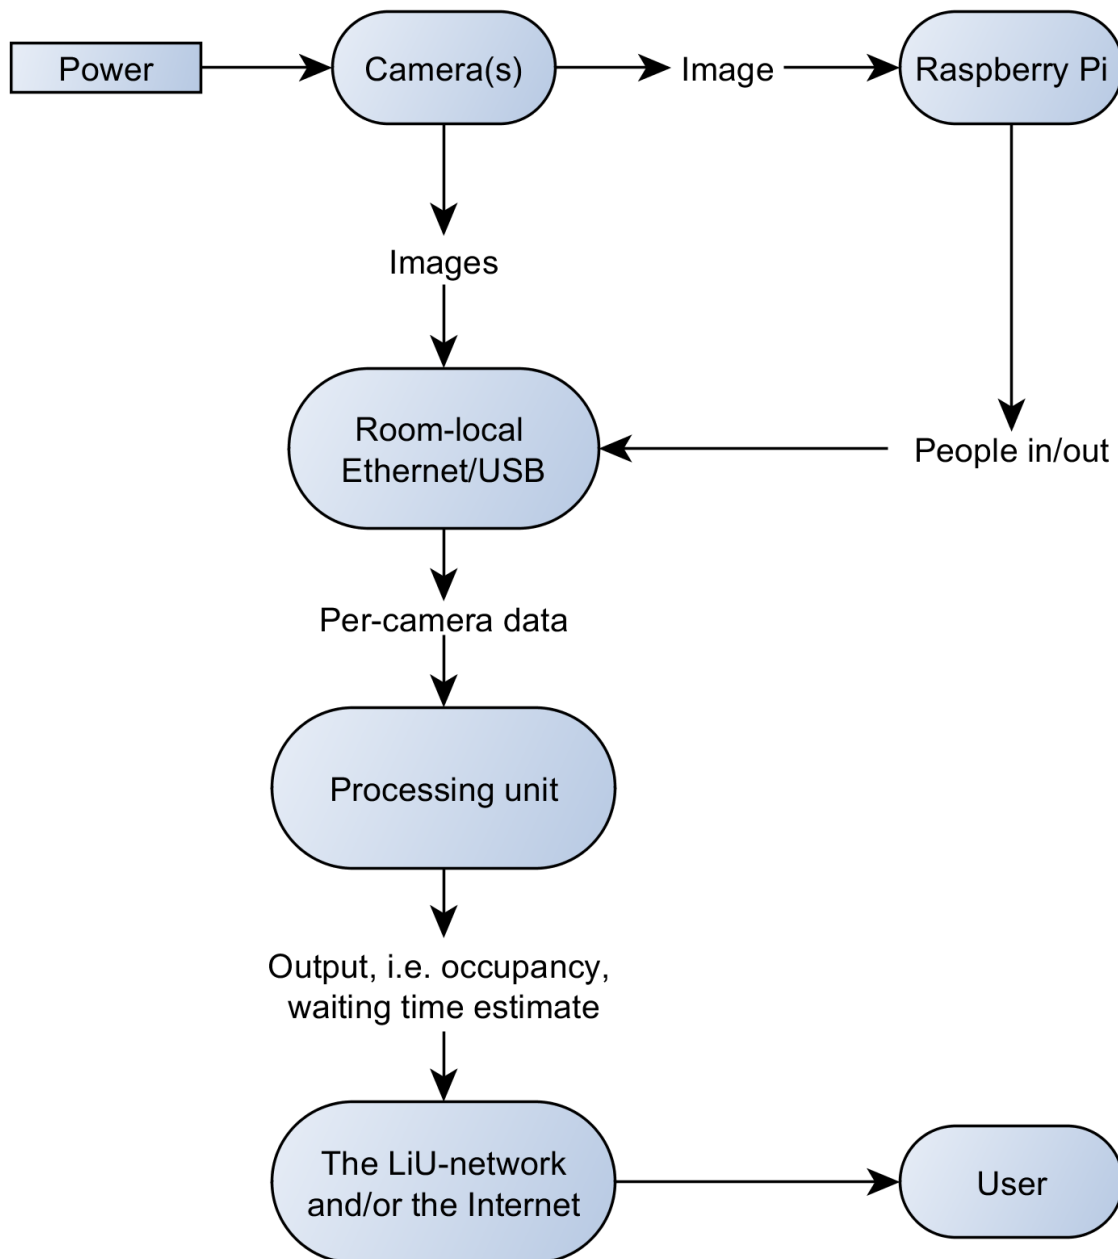 Power
Camera(s)
Image
Raspberry Pi
Images
Room-local
Ethernet/USB
People in/out
Per-camera data
Processing unit
Output, i.e. occupancy,
waiting time estimate
The LiU-network
and/or the Internet
User